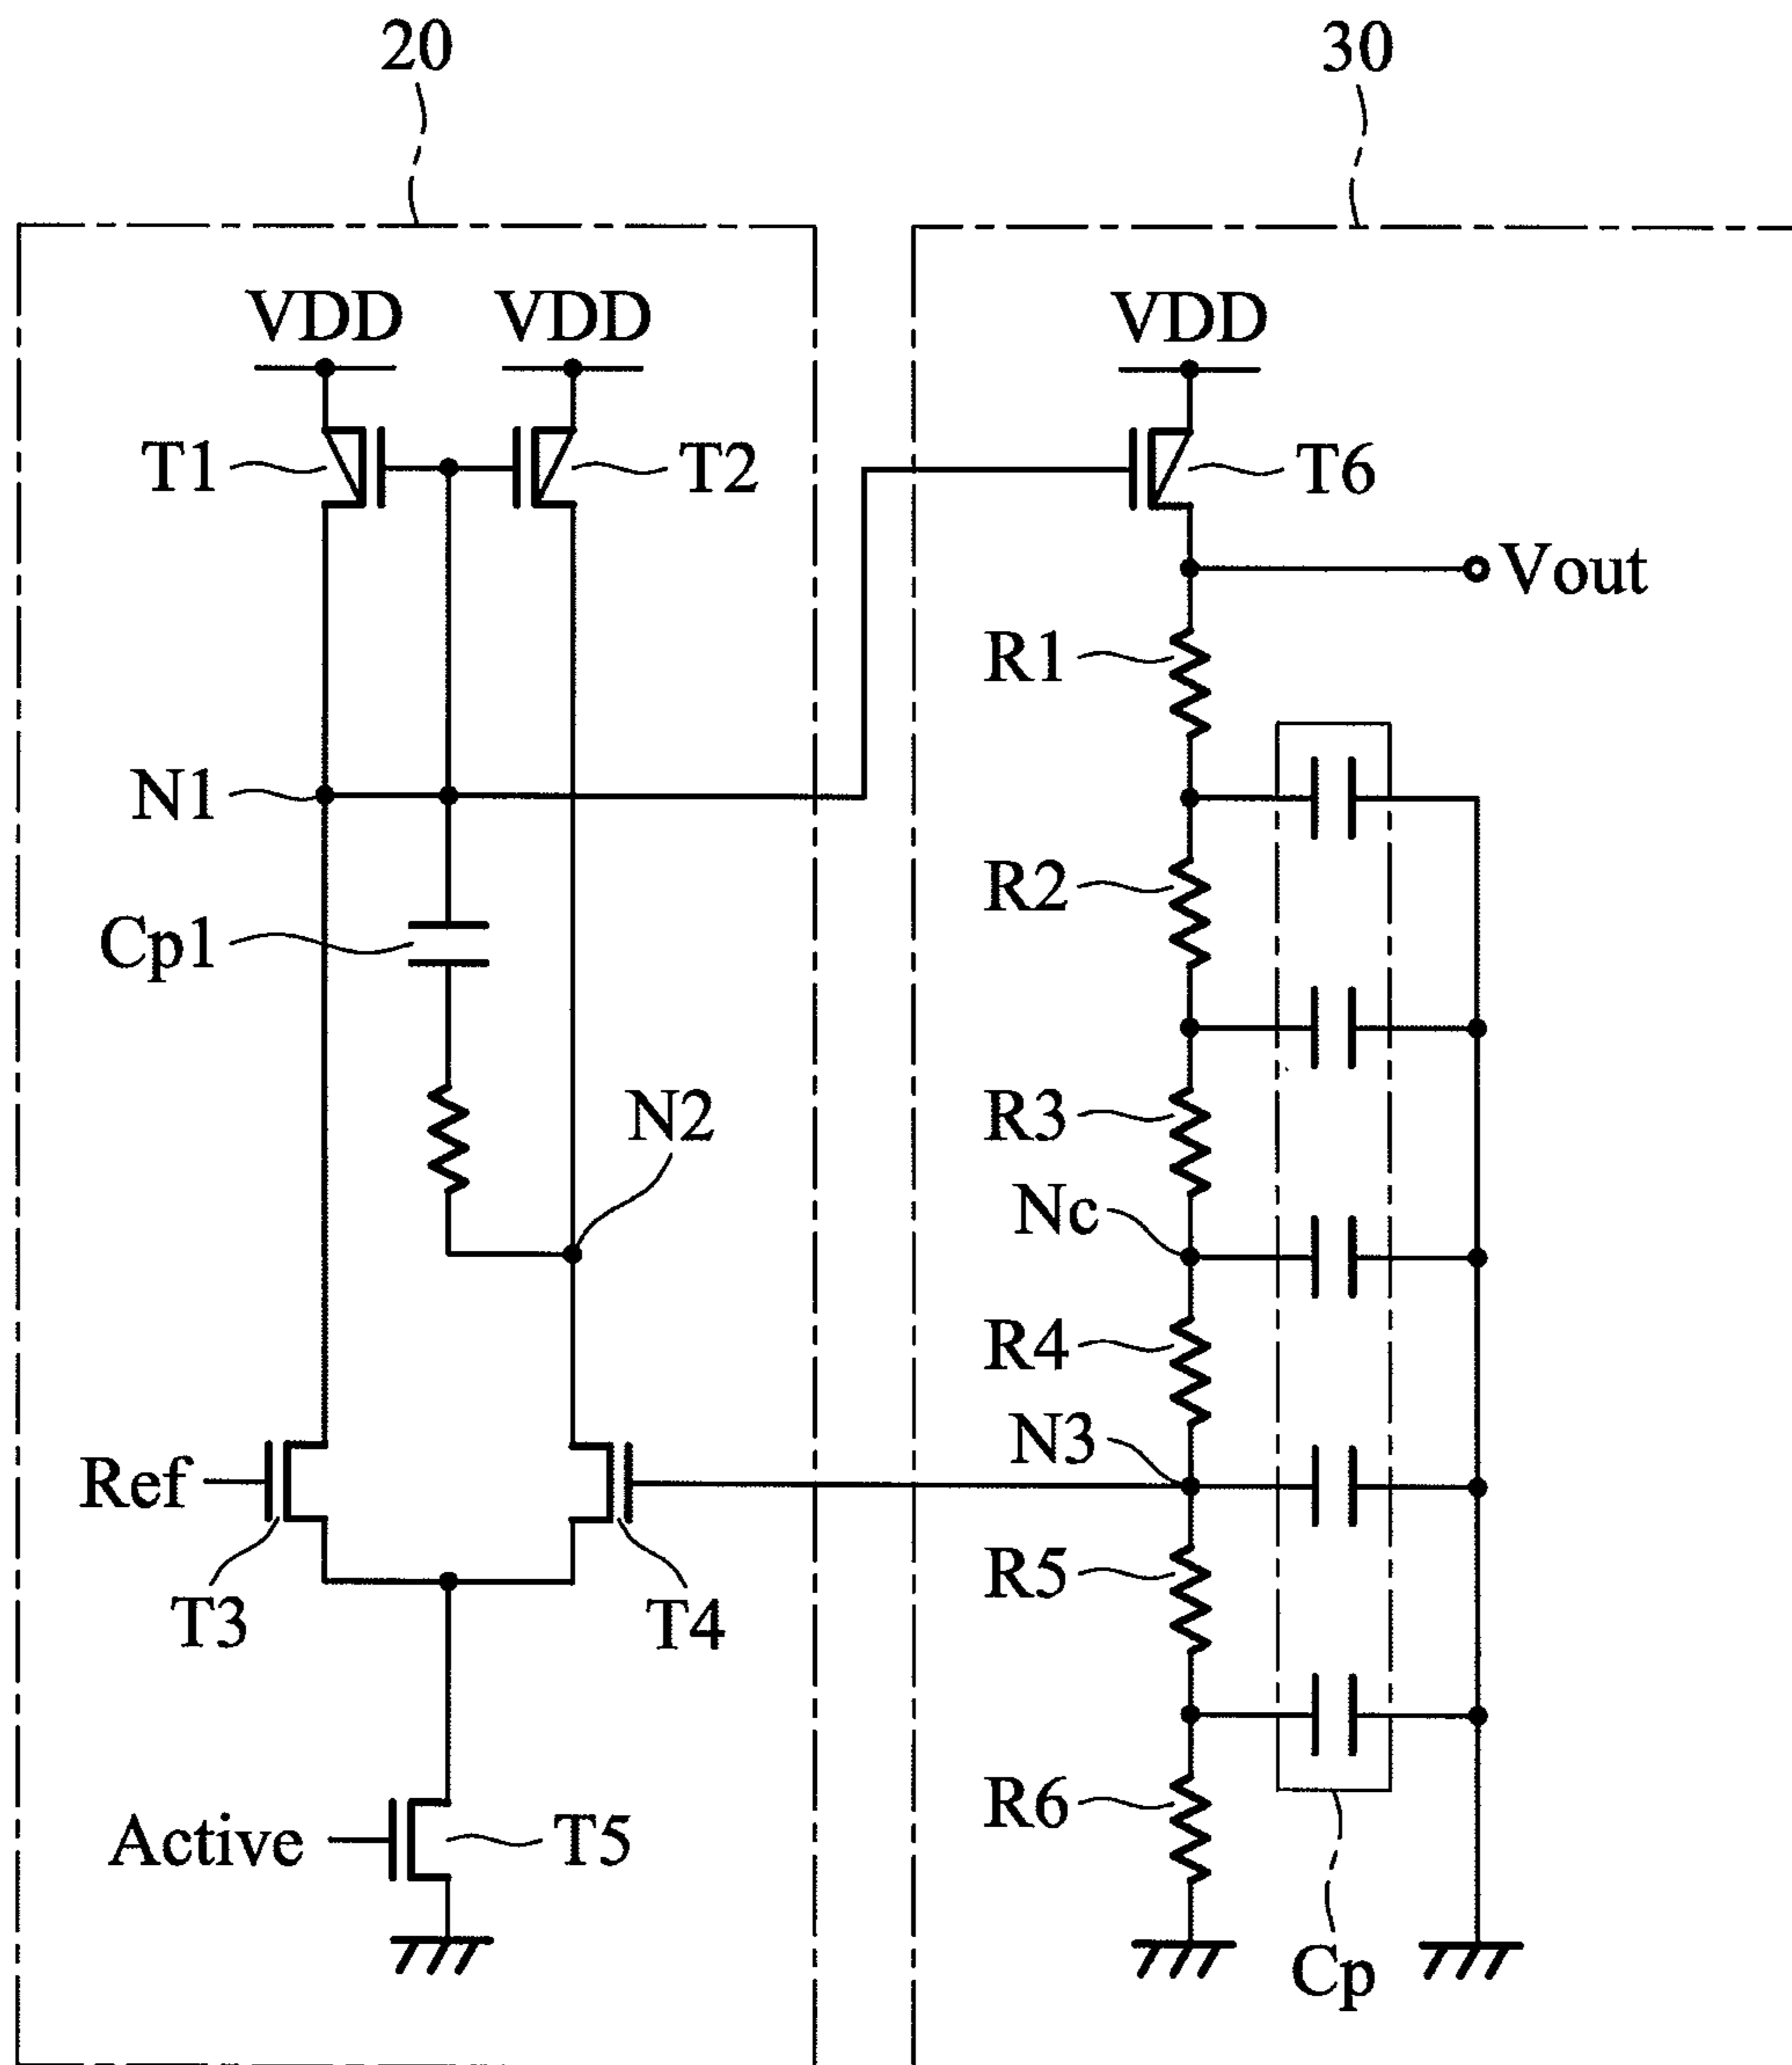 20
30
VDD
VDD
VDD
T1
T2
T6
Vout
R1
N1
R2
Cp1
N2
R3
Nc
R4
N3
Ref
R5
T3
T4
R6
Active
T5
Cp